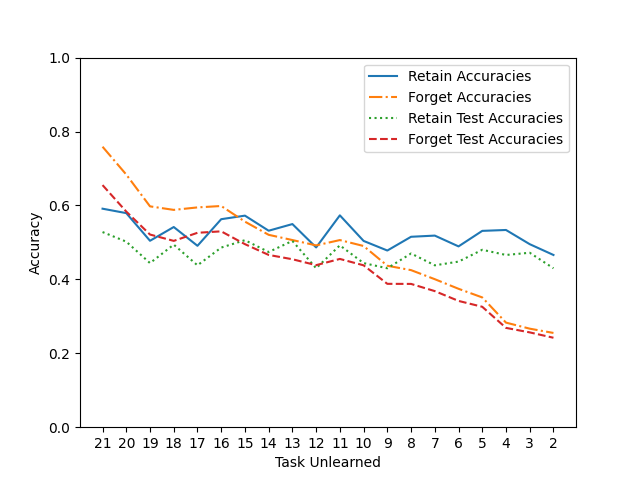 1.0
0.8
0.6
0.4
0.2
0.0
Accuracy
Retain Accuracies
Forget Accuracies
Retain Test Accuracies
Forget Test Accuracies
21 20 19 18 17 16 15 14 13 12 11 10 9 8 7 6 5 4 3 2
Task Unlearned